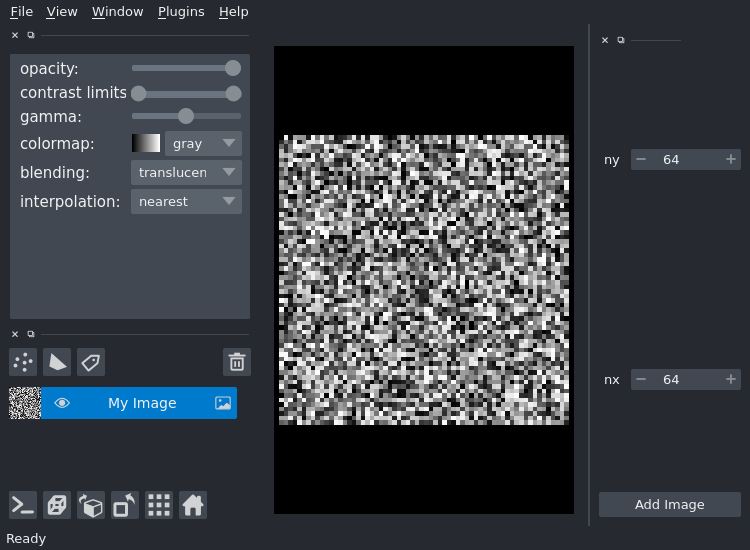 File View Window Plugins Help
opacity:
contrast limits
gamma:
colormap: gray
blending: translucen
interpolation: nearest
ny 64
nx 64
My Image
Add Image
Ready